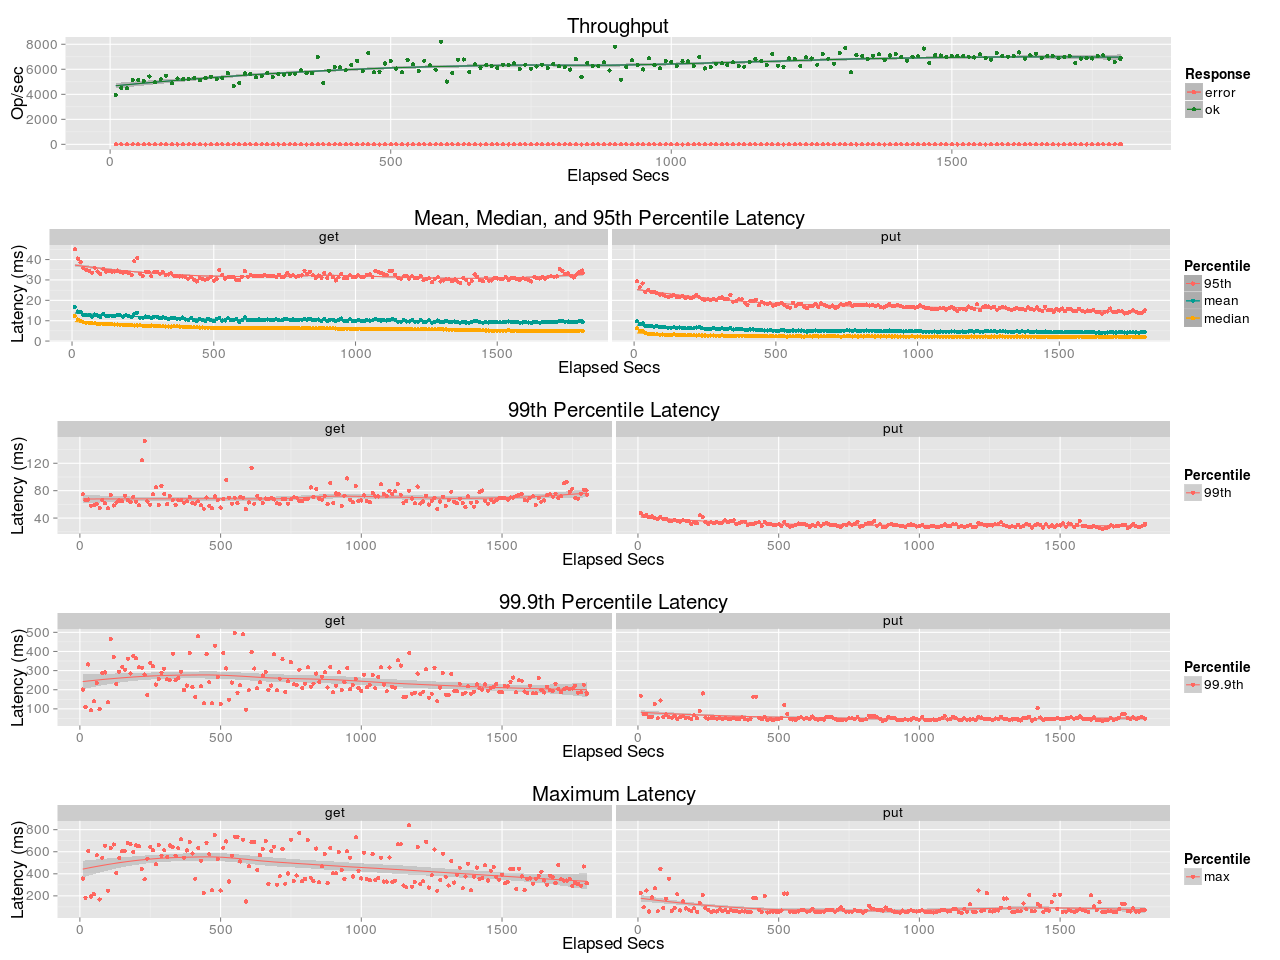 Throughput
8000
6000
4000
2000
0
Op/sec
0 500 1000 1500
Elapsed Secs
Response
error
ok
Mean, Median, and 95th Percentile Latency
get put
40
30
20
10
0
Latency (ms)
0 500 1000 1500 0 500 1000 1500
Elapsed Secs
Percentile
95th
mean
median
99th Percentile Latency
get put
120
80
40
Latency (ms)
0 500 1000 1500 0 500 1000 1500
Elapsed Secs
Percentile
99th
99.9th Percentile Latency
get put
500
400
300
200
100
Latency (ms)
0 500 1000 1500 0 500 1000 1500
Elapsed Secs
Percentile
99.9th
Maximum Latency
get put
800
600
400
200
Latency (ms)
0 500 1000 1500 0 500 1000 1500
Elapsed Secs
Percentile
max